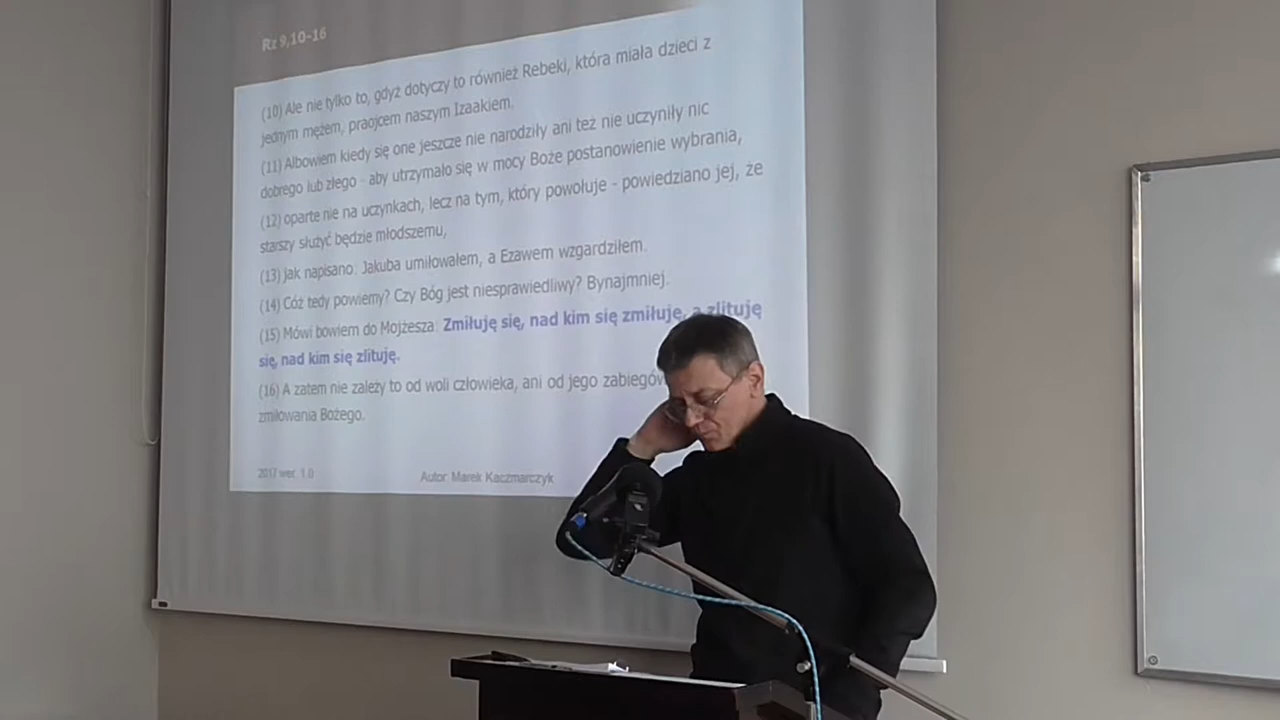 Rz 9,10-16
(10) Ale nie tylko to, gdyż dotyczy to również Rebeki, która miała dzieci z
jednym mężem, praojcem naszym Izaakiem.
(11) Albowiem kiedy się one jeszcze nie narodziły ani też nie uczyniły nic
dobrego lub złego - aby utrzymało się w mocy Boże postanowienie wybrania,
(12) oparte nie na uczynkach, lecz na tym, który powołuje - powiedziano jej, że
starszy służyć będzie młodszemu,
(13) Jak napisano: Jakuba umiłowałem, a Ezawem wzgardziłem.
(14) Cóż tedy powiemy? Czy Bóg jest niesprawiedliwy? Bynajmniej.
(15) Mówi bowiem do Mojżesza: Zmiłuję się, nad kim się zmiłuję, a zlituję
się, nad kim się zlituję.
(16) A zatem nie zależy to od woli człowieka, ani od jego zabiegów
zmiłowania Bożego.
2017 wer. 1.0 Autor: Marek Kaczmarczyk